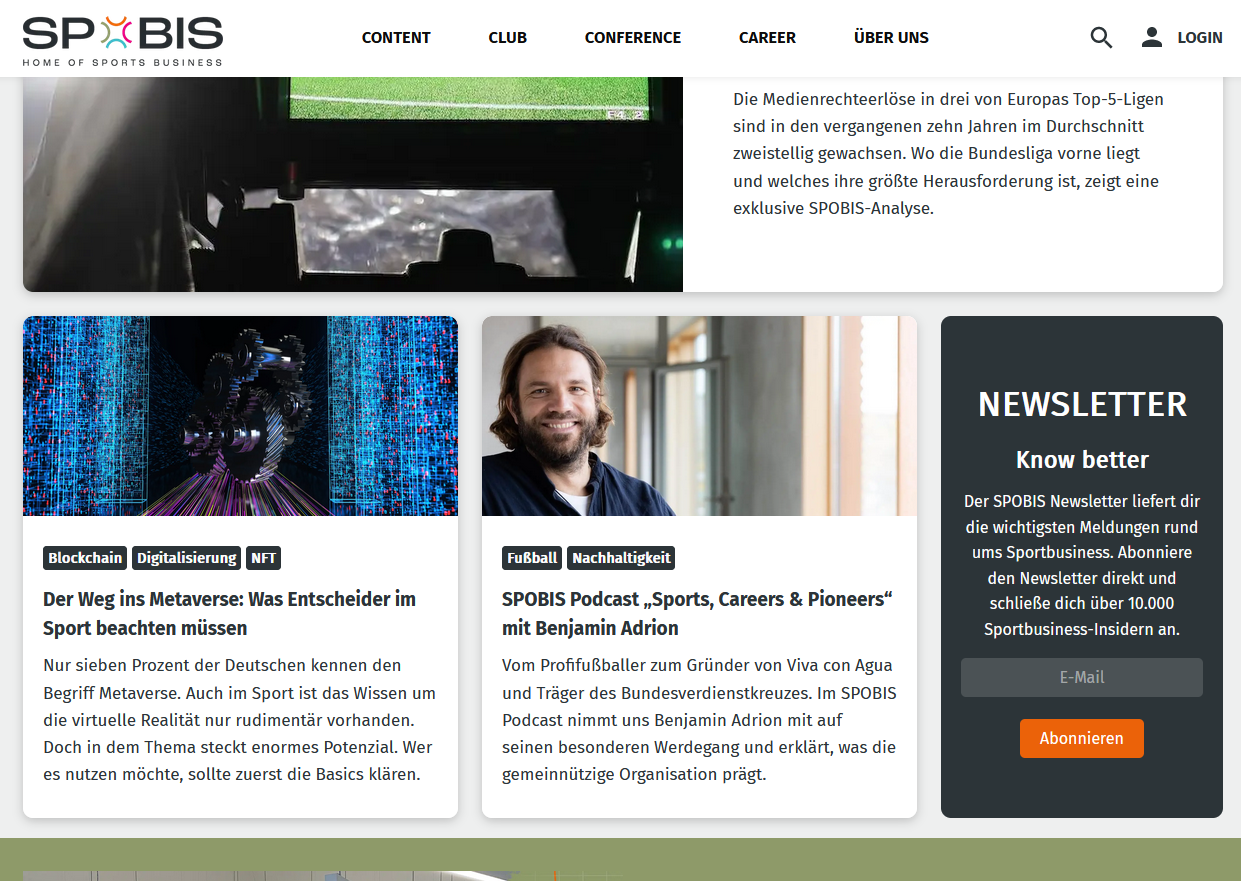 SPOBIS
HOME OF SPORTS BUSINESS
CONTENT
CLUB
CONFERENCE
CAREER
ÜBER UNS
LOGIN
Die Medienrechteerlöse in drei von Europas Top-5-Ligen
sind in den vergangenen zehn Jahren im Durchschnitt
zweistellig gewachsen. Wo die Bundesliga vorne liegt
und welches ihre größte Herausforderung ist, zeigt eine
exklusive SPOBIS-Analyse.
Blockchain Digitalisierung NFT
Der Weg ins Metaverse: Was Entscheider im
Sport beachten müssen
Nur sieben Prozent der Deutschen kennen den
Begriff Metaverse. Auch im Sport ist das Wissen um
die virtuelle Realität nur rudimentär vorhanden.
Doch in dem Thema steckt enormes Potenzial. Wer
es nutzen möchte, sollte zuerst die Basics klären.
Fußball Nachhaltigkeit
SPOBIS Podcast „Sports, Careers & Pioneers“
mit Benjamin Adrion
Vom Profifußballer zum Gründer von Viva con Agua
und Träger des Bundesverdienstkreuzes. Im SPOBIS
Podcast nimmt uns Benjamin Adrion mit auf
seinen besonderen Werdegang und erklärt, was die
gemeinnützige Organisation prägt.
NEWSLETTER
Know better
Der SPOBIS Newsletter liefert dir
die wichtigsten Meldungen rund
ums Sportbusiness. Abonniere
den Newsletter direkt und
schließe dich über 10.000
Sportbusiness-Insidern an.
E-Mail
Abonnieren